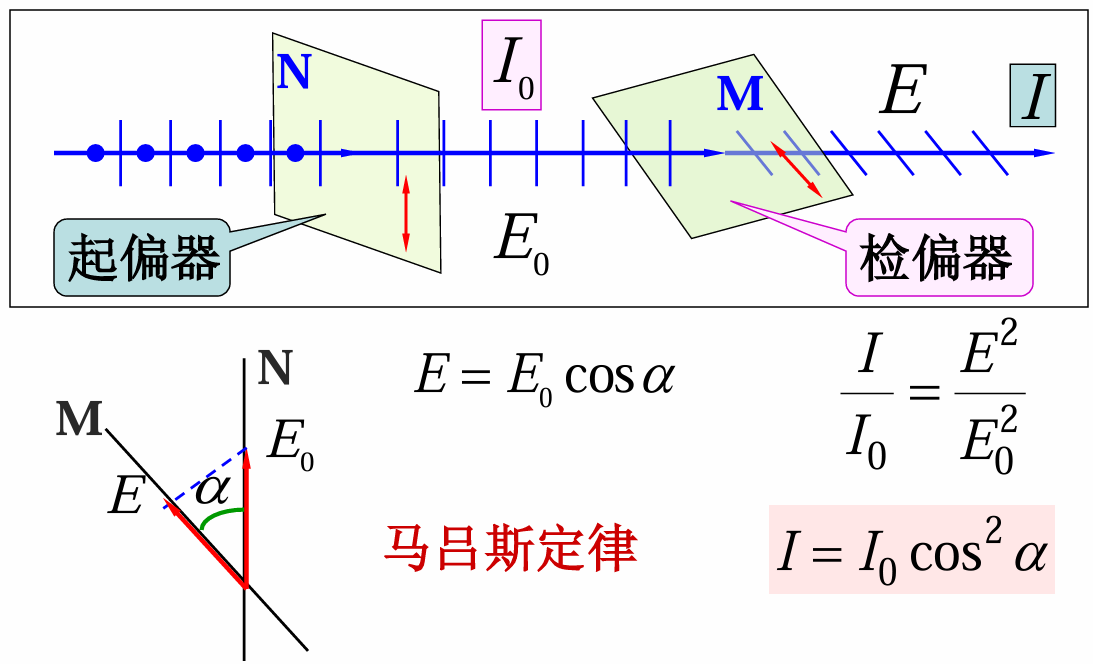 N
I₀
M
E
I
起偏器
E₀
检偏器
N
M
E₀
E
α
E = E₀ cos α
I/I₀ = E²/E₀²
马吕斯定律
I = I₀ cos² α